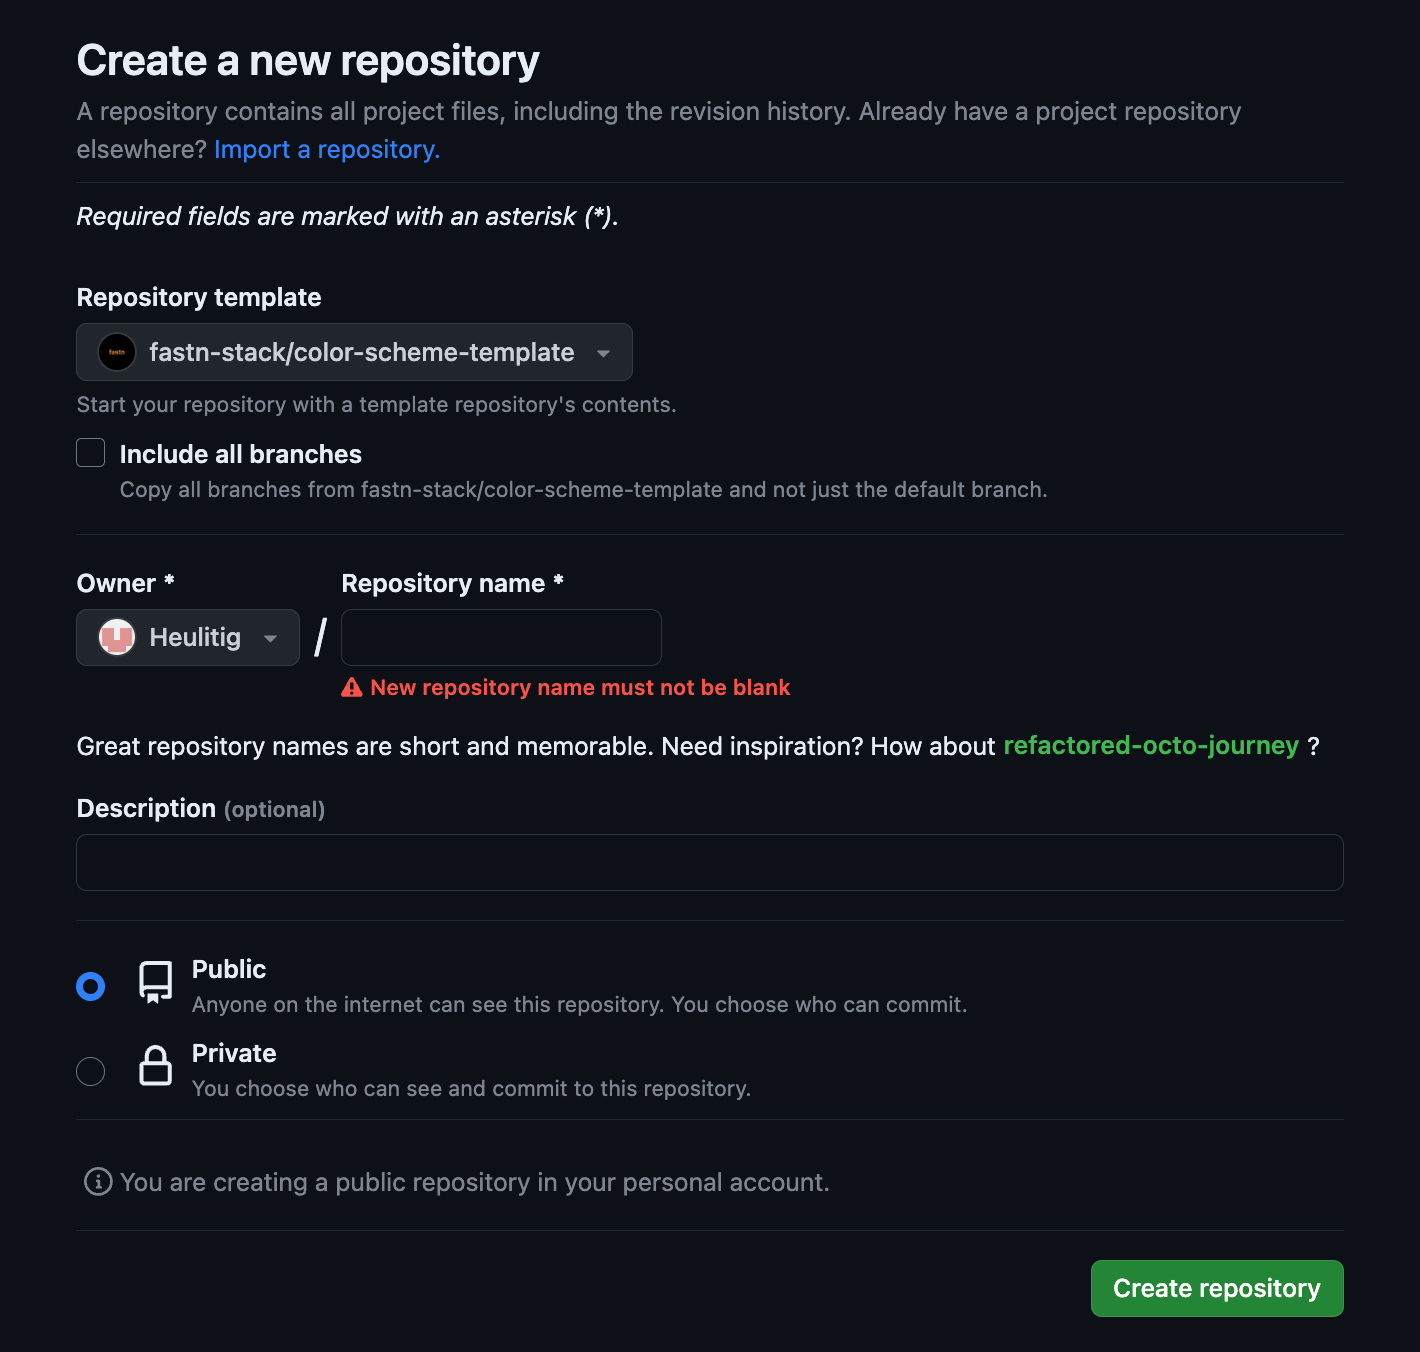 Create a new repository
A repository contains all project files, including the revision history. Already have a project repository
elsewhere? Import a repository.
Required fields are marked with an asterisk (*).
Repository template
fastn
fastn-stack/color-scheme-template
Start your repository with a template repository's contents.
Include all branches
Copy all branches from fastn-stack/color-scheme-template and not just the default branch.
Owner *
Repository name *
Heulitig
/
New repository name must not be blank
Great repository names are short and memorable. Need inspiration? How about refactored-octo-journey ?
Description (optional)
Public
Anyone on the internet can see this repository. You choose who can commit.
Private
You choose who can see and commit to this repository.
You are creating a public repository in your personal account.
Create repository